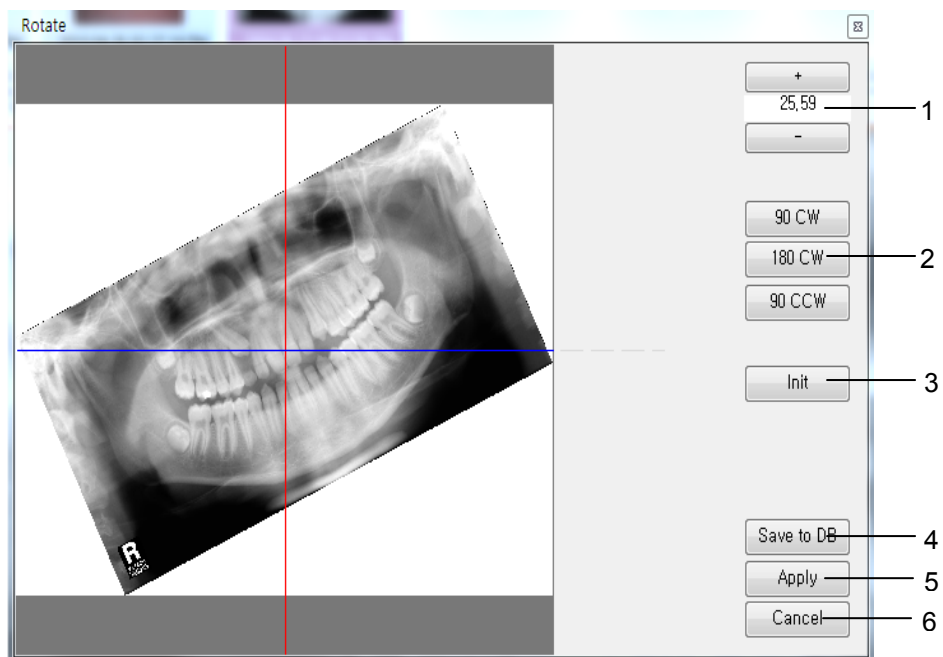 Rotate
+
25,59
1
-
90 CW
180 CW
2
90 CCW
Init
3
Save to DB
4
Apply
5
Cancel
6
R